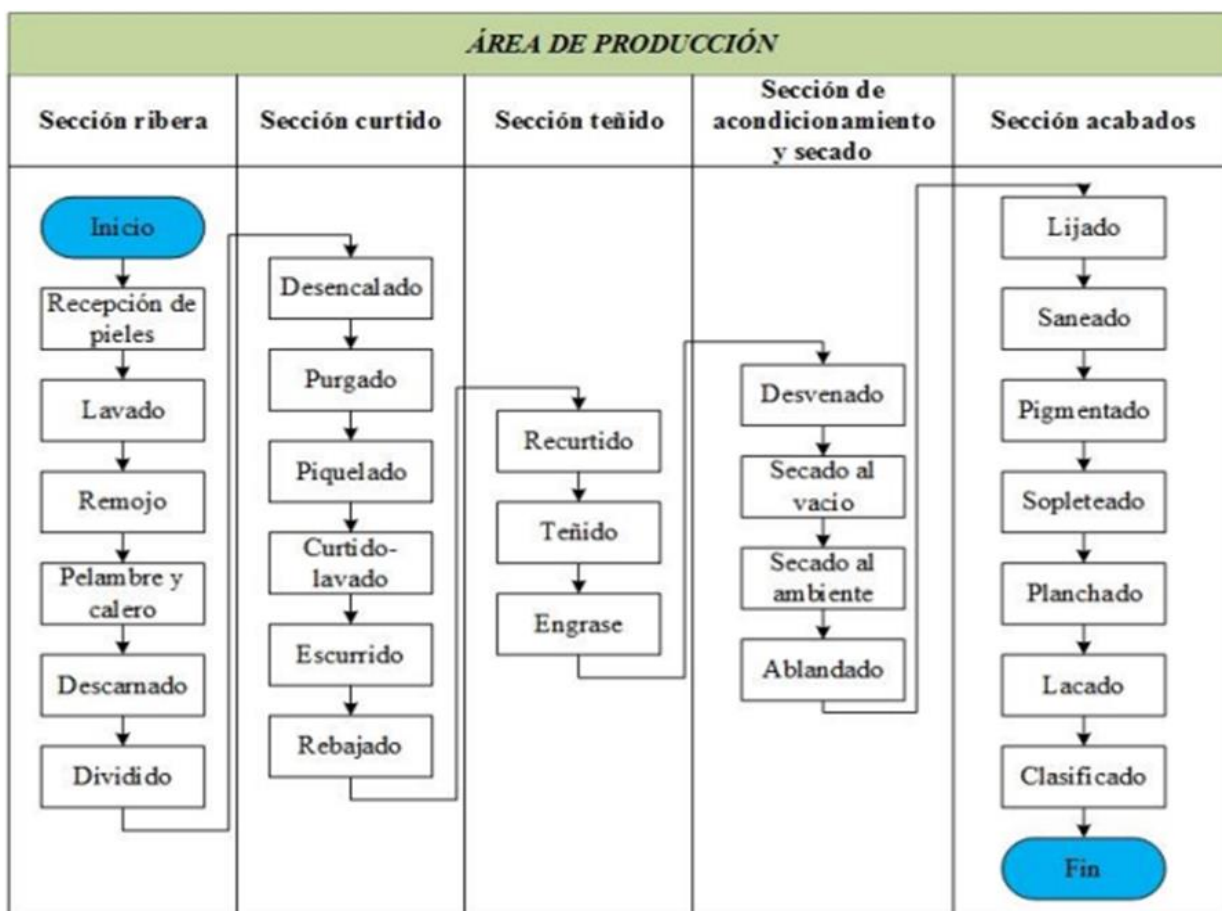 ÁREA DE PRODUCCIÓN
Sección ribera
Sección curtido
Sección teñido
Sección de
acondicionamiento
y secado
Sección acabados
Inicio
Recepción de
pieles
Lavado
Remojo
Pelambre y
calero
Descarnado
Dividido
Desencalado
Purgado
Piquelado
Curtido-
lavado
Escurrido
Rebajado
Recurtido
Teñido
Engrase
Desvenado
Secado al
vacio
Secado al
ambiente
Ablandado
Lijado
Saneado
Pigmentado
Sopleteado
Planchado
Lacado
Clasificado
Fin